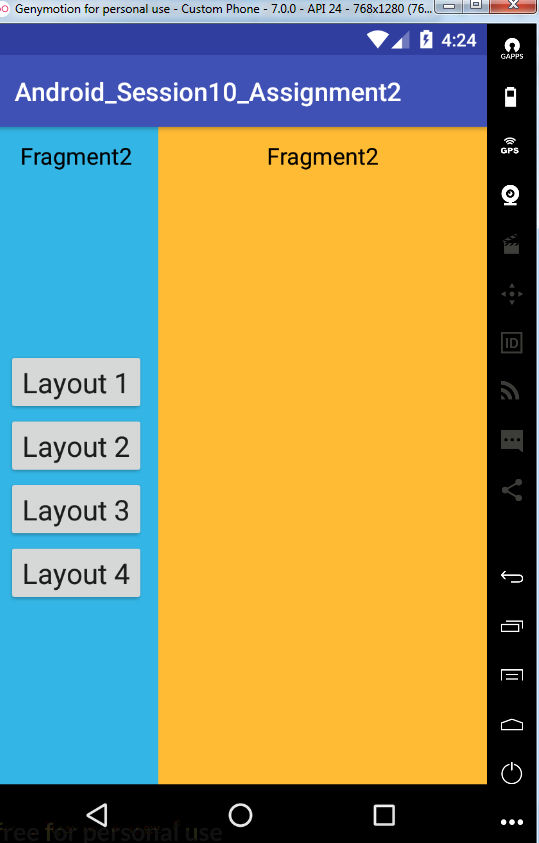 Genymotion for personal use - Custom Phone - 7.0.0 - API 24 - 768x1280 (76...
4:24
GAPPS
Android_Session10_Assignment2
Fragment2 Fragment2
GPS
ID
Layout 1
Layout 2
Layout 3
Layout 4
free for personal use